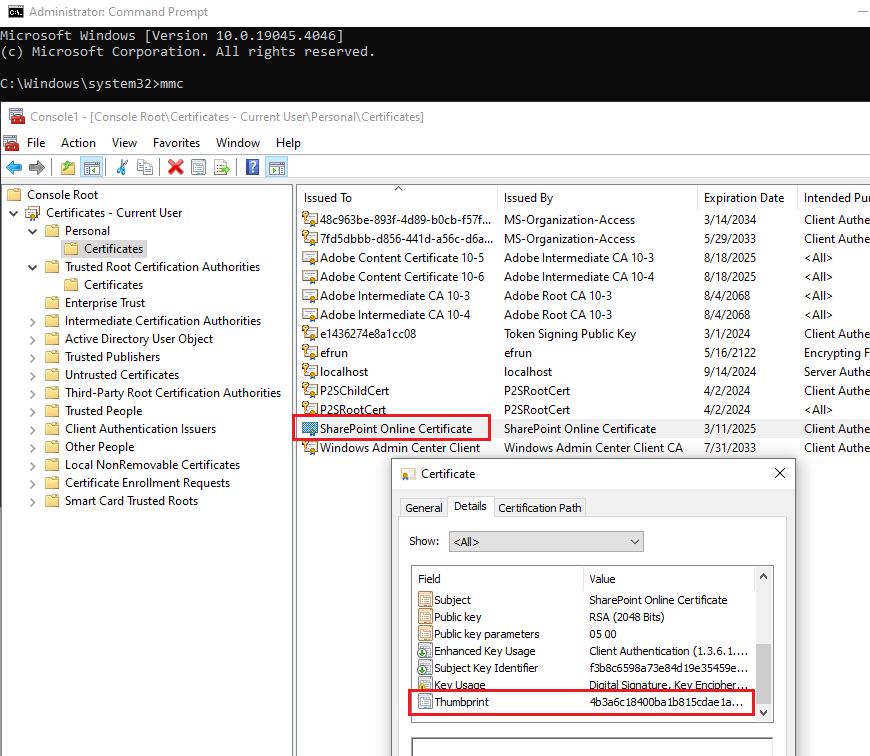 Administrator: Command Prompt
Microsoft Windows [Version 10.0.19045.4046]
(c) Microsoft Corporation. All rights reserved.
C:\Windows\system32>mmc
Console1 - [Console Root\Certificates - Current User\Personal\Certificates]
File Action View Favorites Window Help
Console Root
Certificates - Current User
Personal
Certificates
Trusted Root Certification Authorities
Certificates
Enterprise Trust
Intermediate Certification Authorities
Active Directory User Object
Trusted Publishers
Untrusted Certificates
Third-Party Root Certification Authorities
Trusted People
Client Authentication Issuers
Other People
Local NonRemovable Certificates
Certificate Enrollment Requests
Smart Card Trusted Roots
Issued To Issued By Expiration Date Intended Pu
48c963be-893f-4d89-b0cb-f57f... MS-Organization-Access 3/14/2034 Client Authe
7fd5dbbb-d856-441d-a56c-d6a... MS-Organization-Access 5/29/2033 Client Authe
Adobe Content Certificate 10-5 Adobe Intermediate CA 10-3 8/18/2025 <All>
Adobe Content Certificate 10-6 Adobe Intermediate CA 10-4 8/18/2025 <All>
Adobe Intermediate CA 10-3 Adobe Root CA 10-3 8/4/2068 <All>
Adobe Intermediate CA 10-4 Adobe Root CA 10-3 8/4/2068 <All>
e1436274e8a1cc08 Token Signing Public Key 3/1/2024 Client Authe
efrun efrun 5/16/2122 Encrypting F
localhost localhost 9/14/2024 Server Authe
P2SChildCert P2SRootCert 4/2/2024 Client Authe
P2SRootCert P2SRootCert 4/2/2024 <All>
SharePoint Online Certificate SharePoint Online Certificate 3/11/2025 Client Authe
Windows Admin Center Client Windows Admin Center Client CA 7/31/2033 Client Authe
Certificate
General Details Certification Path
Show: <All>
Field Value
Subject SharePoint Online Certificate
Public key RSA (2048 Bits)
Public key parameters 05 00
Enhanced Key Usage Client Authentication (1.3.6.1....
Subject Key Identifier f3b8c6598a73e84d19e35459e...
Key Usage Digital Signature, Key Encipher...
Thumbprint 4b3a6c18400ba1b815cdae1a...